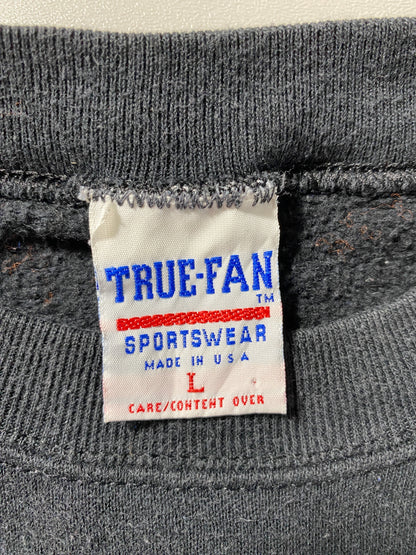 TRUE-FAN
TM
SPORTSWEAR
MADE IN USA
L
CARE/CONTENT OVER